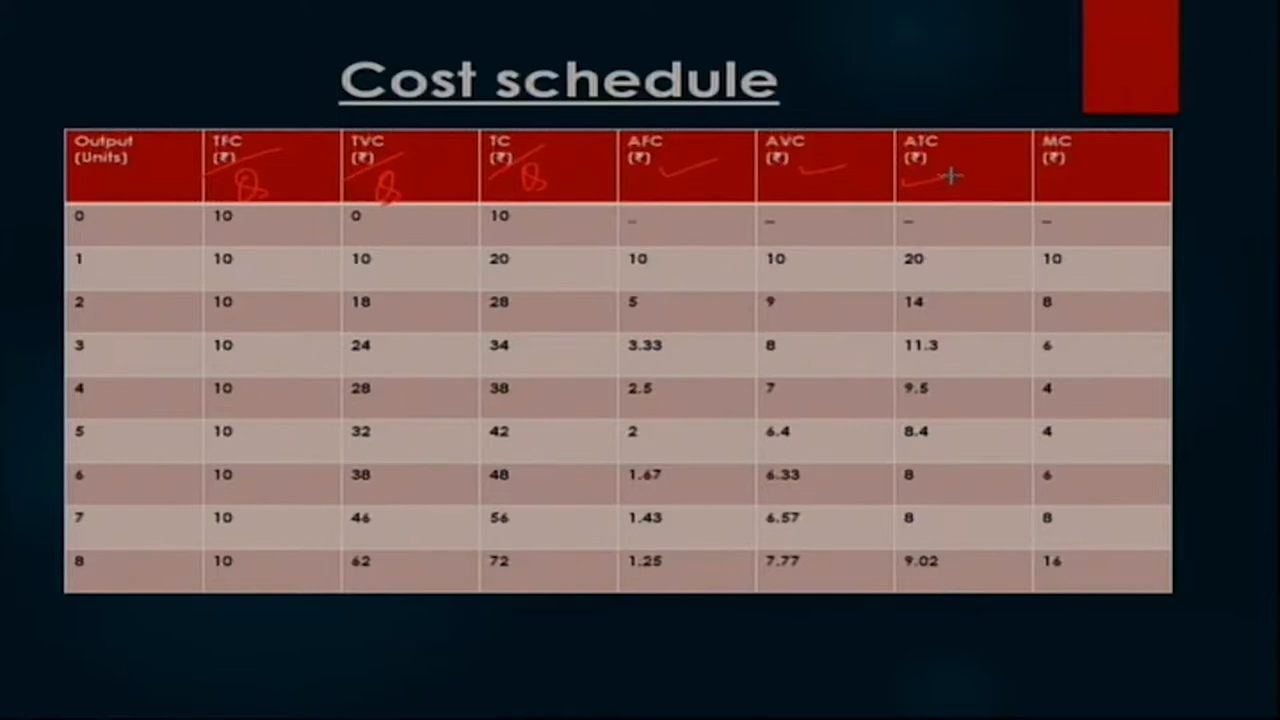 Cost schedule
Output (Units) TFC (₹) TVC (₹) TC (₹) AFC (₹) AVC (₹) ATC (₹) MC (₹)
0 10 0 10 – – – –
1 10 10 20 10 10 20 10
2 10 18 28 5 9 14 8
3 10 24 34 3.33 8 11.3 6
4 10 28 38 2.5 7 9.5 4
5 10 32 42 2 6.4 8.4 4
6 10 38 48 1.67 6.33 8 6
7 10 46 56 1.43 6.57 8 8
8 10 62 72 1.25 7.77 9.02 16